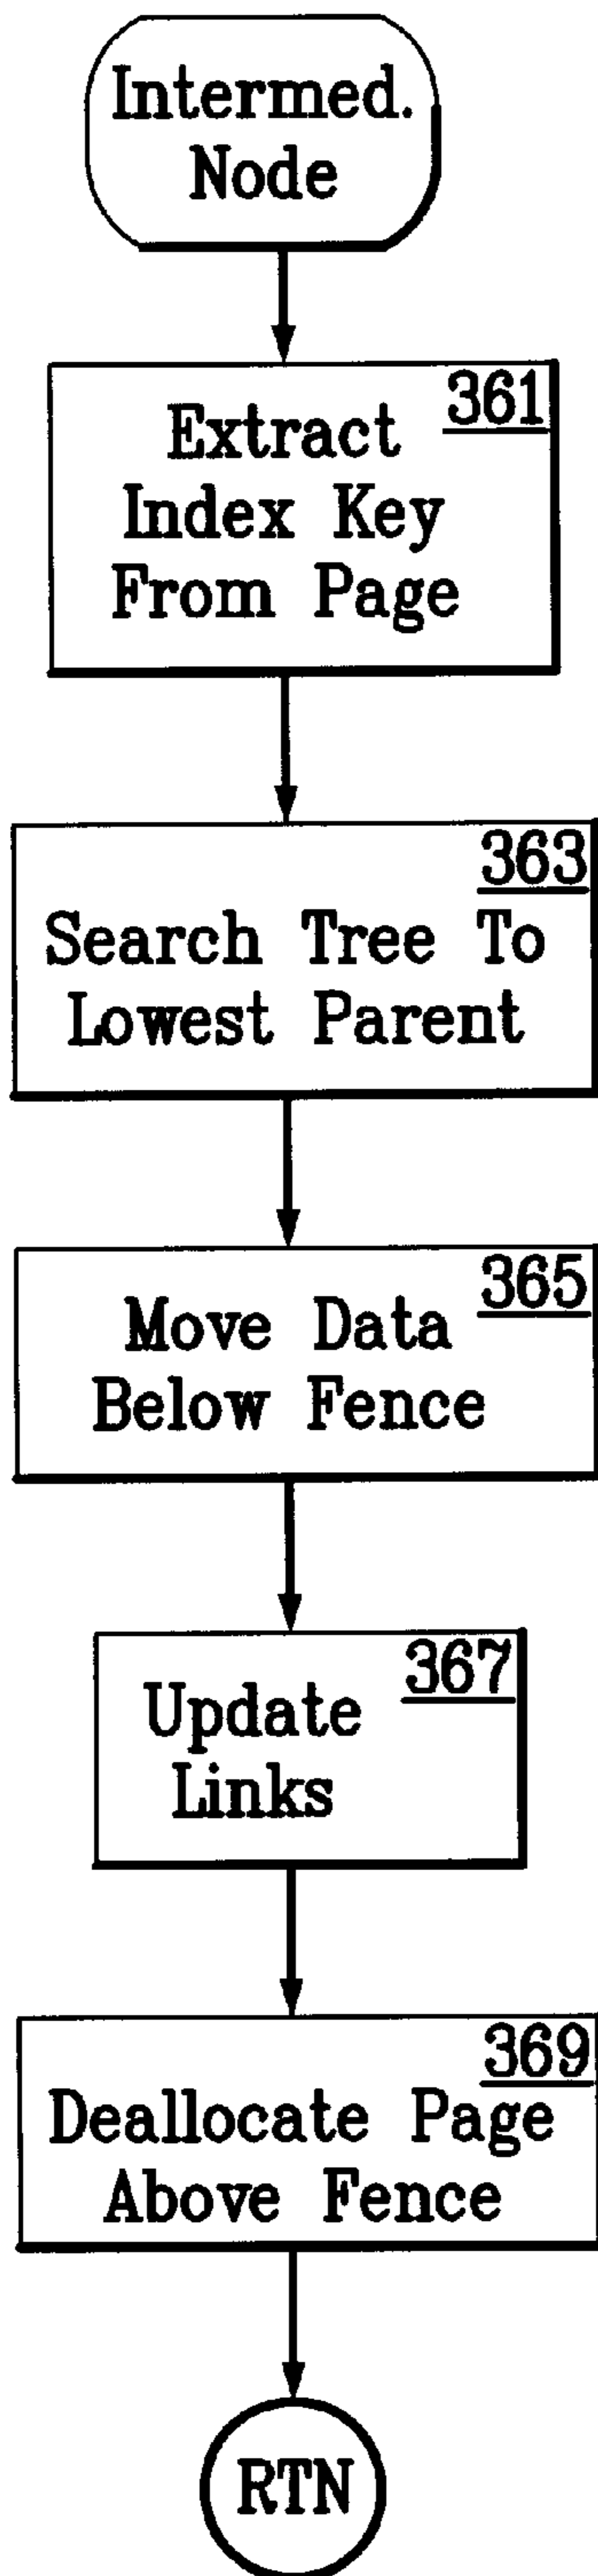 Intermed.
Node
361
Extract
Index Key
From Page
363
Search Tree To
Lowest Parent
365
Move Data
Below Fence
367
Update
Links
369
Deallocate Page
Above Fence
RTN